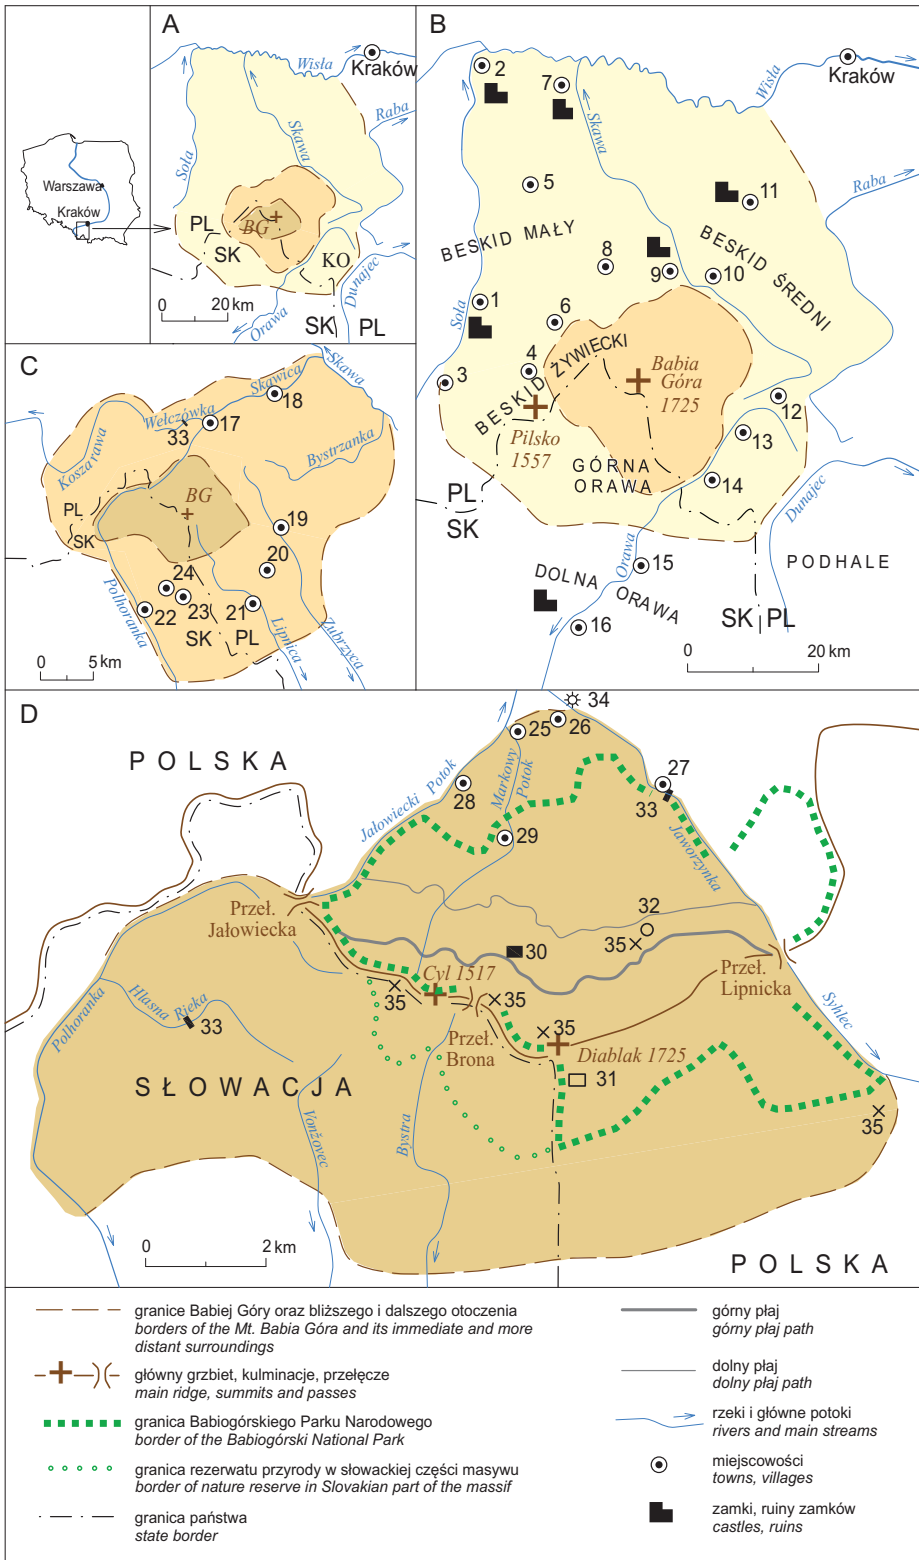 A
Wisła
Kraków
Raba
Skawa
Soła
Warszawa
Kraków
PL
BG
SK
KO
Dunajec
0 20 km
Orawa
SK PL
B
2
7
Kraków
Wisła
Skawa
5
11
Raba
BESKID MAŁY
BESKID ŚREDNI
8
9
10
1
Soła
6
BESKID ŻYWIECKI
4
Babia
Góra
1725
3
12
Pilsko
1557
13
GÓRNA
ORAWA
14
PL
SK
Dunajec
Orawa
15
PODHALE
DOLNA ORAWA
16
SK PL
0 20 km
C
Skawa
Skawica
18
Wełczówka
33
17
Koszarawa
Bystrzanka
BG
PL
SK
19
20
24
23
22
21
Polhoranka
SK PL
Lipnica
Zubrzyca
0 5 km
D
34
25
26
POLSKA
27
Jałowiecki Potok
28
Markowy
Potok
33
29
Jaworzynka
32
Przeł.
Jałowiecka
35
30
Cyl 1517
Przeł.
Lipnicka
35
35
Polhoranka
Hlasna Rieka
33
35
Syhlec
Przeł.
Brona
Diablak 1725
31
SŁOWACJA
35
Vonžovec
Bystra
0 2 km
POLSKA
granice Babiej Góry oraz bliższego i dalszego otoczenia
borders of the Mt. Babia Góra and its immediate and more
distant surroundings
główny grzbiet, kulminacje, przełęcze
main ridge, summits and passes
granica Babiogórskiego Parku Narodowego
border of the Babiogórski National Park
granica rezerwatu przyrody w słowackiej części masywu
border of nature reserve in Slovakian part of the massif
granica państwa
state border
górny płaj
górny płaj path
dolny płaj
dolny płaj path
rzeki i główne potoki
rivers and main streams
miejscowości
towns, villages
zamki, ruiny zamków
castles, ruins